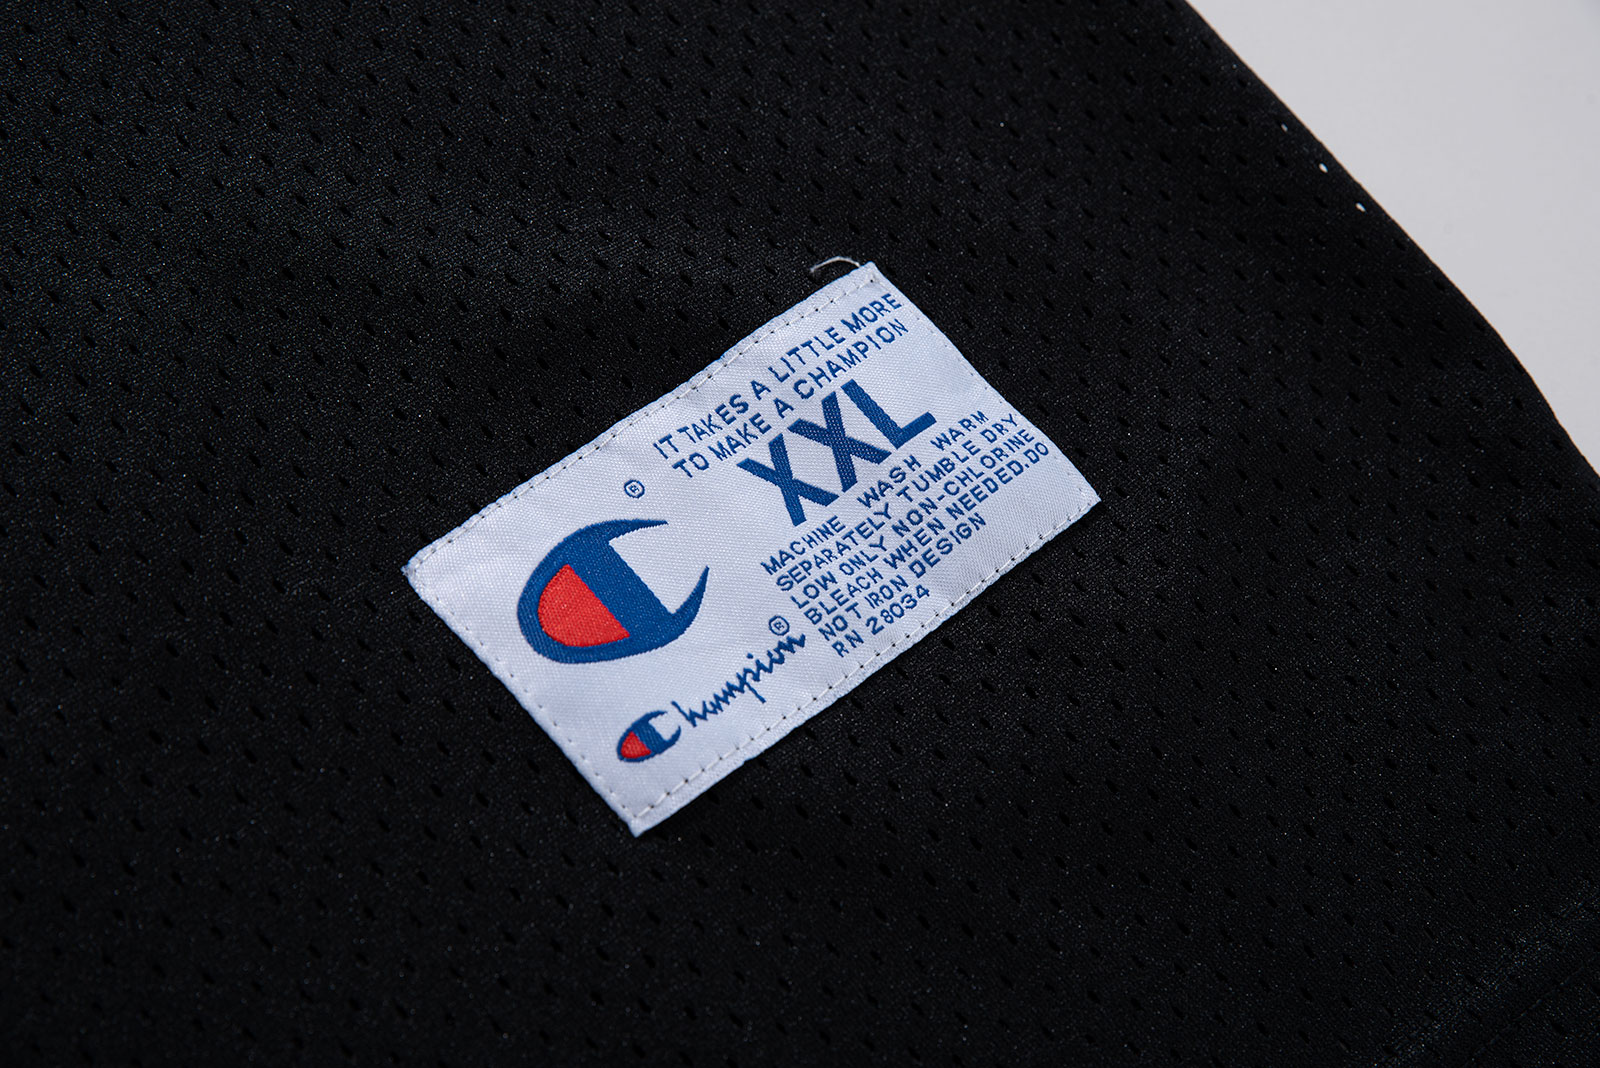 IT TAKES A LITTLE MORE
TO MAKE A CHAMPION
XXL
MACHINE WASH WARM
SEPARATELY TUMBLE DRY
LOW ONLY NON-CHLORINE
BLEACH WHEN NEEDED.DO
NOT IRON DESIGN
RN 28034
®
Champion®